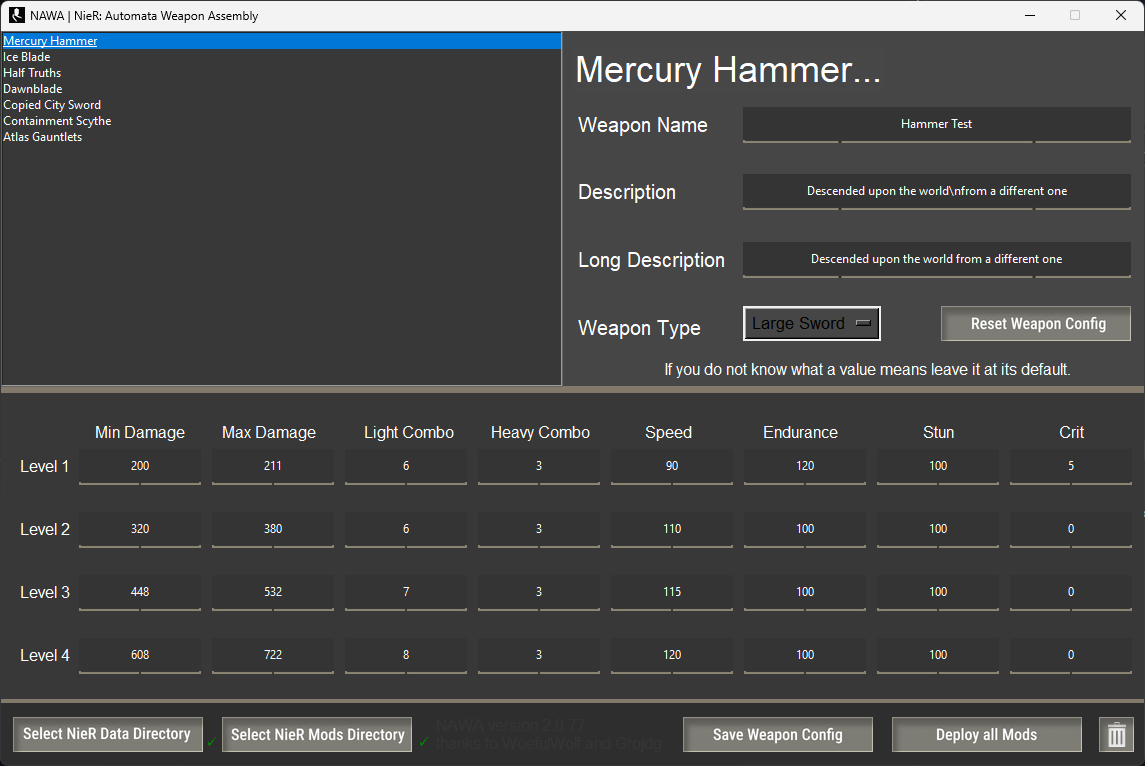 NAWA | NieR: Automata Weapon Assembly
Mercury Hammer
Ice Blade
Half Truths
Dawnblade
Copied City Sword
Containment Scythe
Atlas Gauntlets
Mercury Hammer...
Weapon Name Hammer Test
Description Descended upon the world\nfrom a different one
Long Description Descended upon the world from a different one
Weapon Type Large Sword Reset Weapon Config
If you do not know what a value means leave it at its default.
Min Damage Max Damage Light Combo Heavy Combo Speed Endurance Stun Crit
Level 1 200 211 6 3 90 120 100 5
Level 2 320 380 6 3 110 100 100 0
Level 3 448 532 7 3 115 100 100 0
Level 4 608 722 8 3 120 100 100 0
Select NieR Data Directory ✓ Select NieR Mods Directory ✓ Save Weapon Config Deploy all Mods
NAWA version 2.0.77
thanks to WoefulWolf and Grojdg